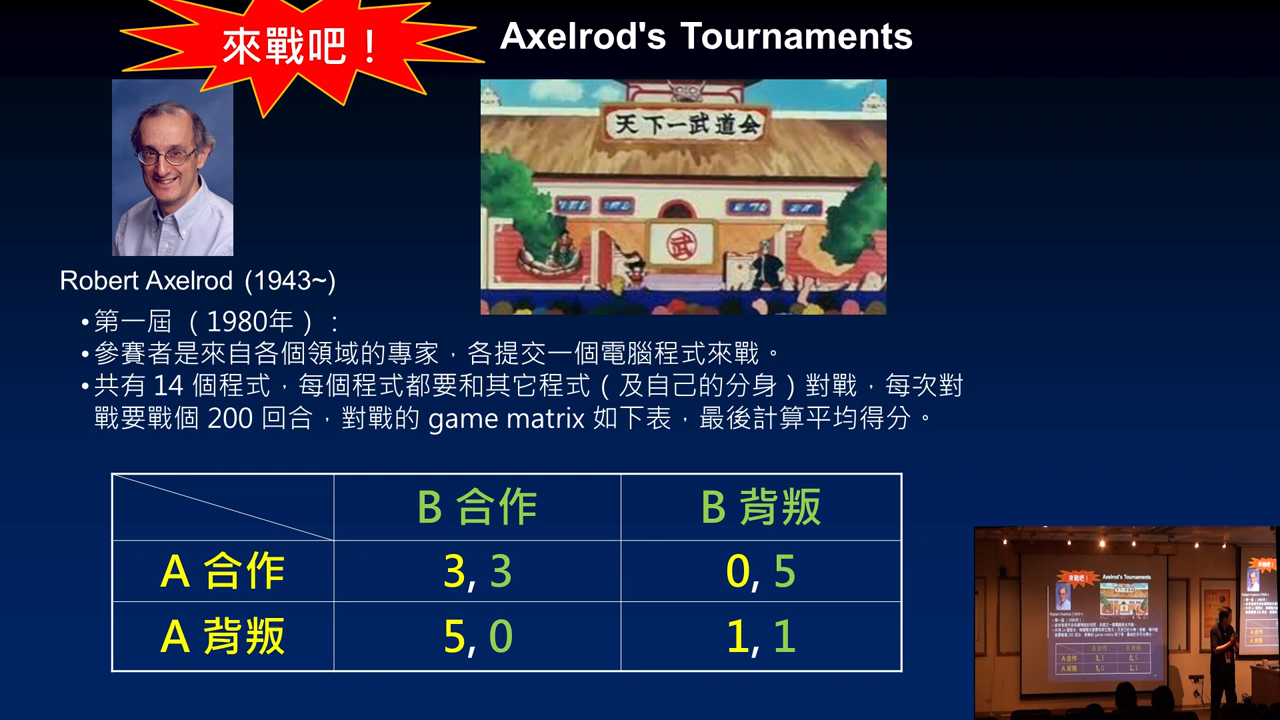 來戰吧！
Axelrod's Tournaments
天下一武道会
武
Robert Axelrod (1943~)
•第一屆（1980年）：
•參賽者是來自各個領域的專家，各提交一個電腦程式來戰。
•共有 14 個程式，每個程式都要和其它程式（及自己的分身）對戰，每次對
戰要戰個 200 回合，對戰的 game matrix 如下表，最後計算平均得分。
B 合作 B 背叛
A 合作 3, 3 0, 5
A 背叛 5, 0 1, 1
來戰吧！ Axelrod's Tournaments